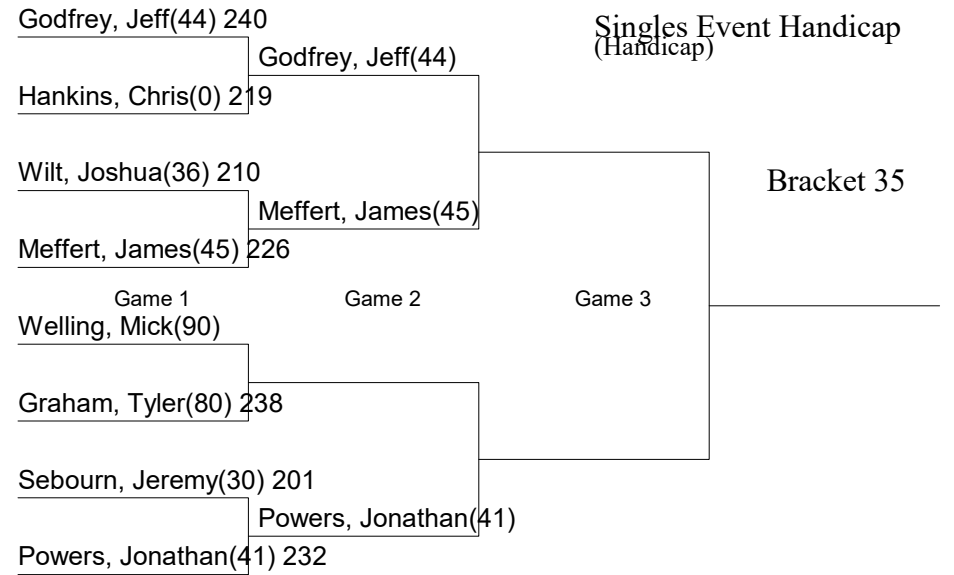 Godfrey, Jeff(44) 240
Singles Event Handicap
(Handicap)
Godfrey, Jeff(44)
Hankins, Chris(0) 219
Wilt, Joshua(36) 210
Bracket 35
Meffert, James(45)
Meffert, James(45) 226
Game 1
Game 2
Game 3
Welling, Mick(90)
Graham, Tyler(80) 238
Sebourn, Jeremy(30) 201
Powers, Jonathan(41)
Powers, Jonathan(41) 232